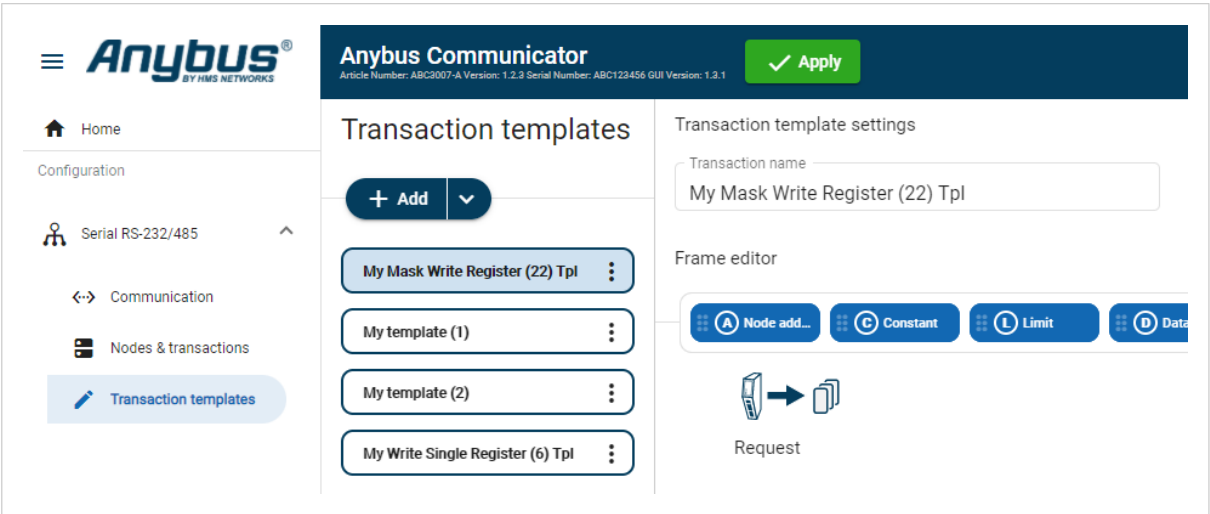 Anybus®
BY HMS NETWORKS
Anybus Communicator
Article Number: ABC3007-A Version: 1.2.3 Serial Number: ABC123456 GUI Version: 1.3.1
Apply
Home
Configuration
Serial RS-232/485
Communication
Nodes & transactions
Transaction templates
Transaction templates
Add
My Mask Write Register (22) Tpl
My template (1)
My template (2)
My Write Single Register (6) Tpl
Transaction template settings
Transaction name
My Mask Write Register (22) Tpl
Frame editor
A Node add... C Constant L Limit D Data
Request